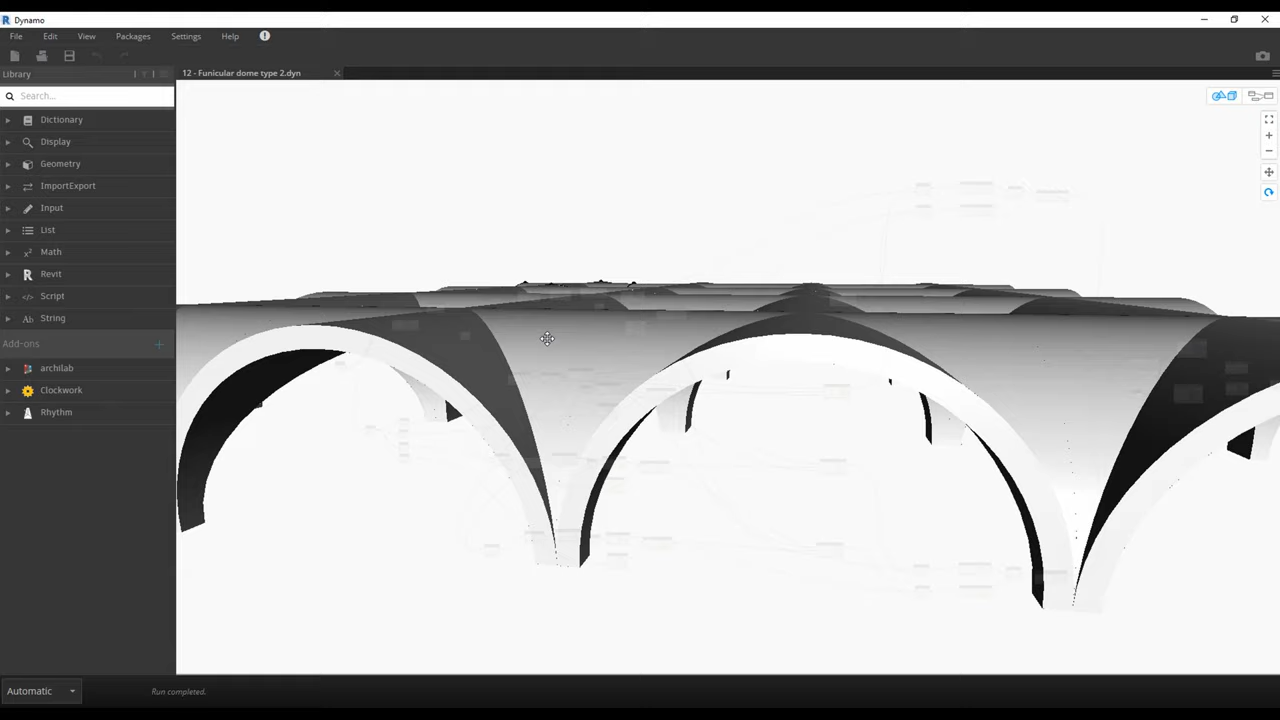 R Dynamo
File Edit View Packages Settings Help
Library
12 - Funicular dome type 2.dyn
Search...
Dictionary
Display
Geometry
ImportExport
Input
List
Math
R Revit
Script
Ab String
Add-ons
archilab
Clockwork
Rhythm
Automatic
Run completed.